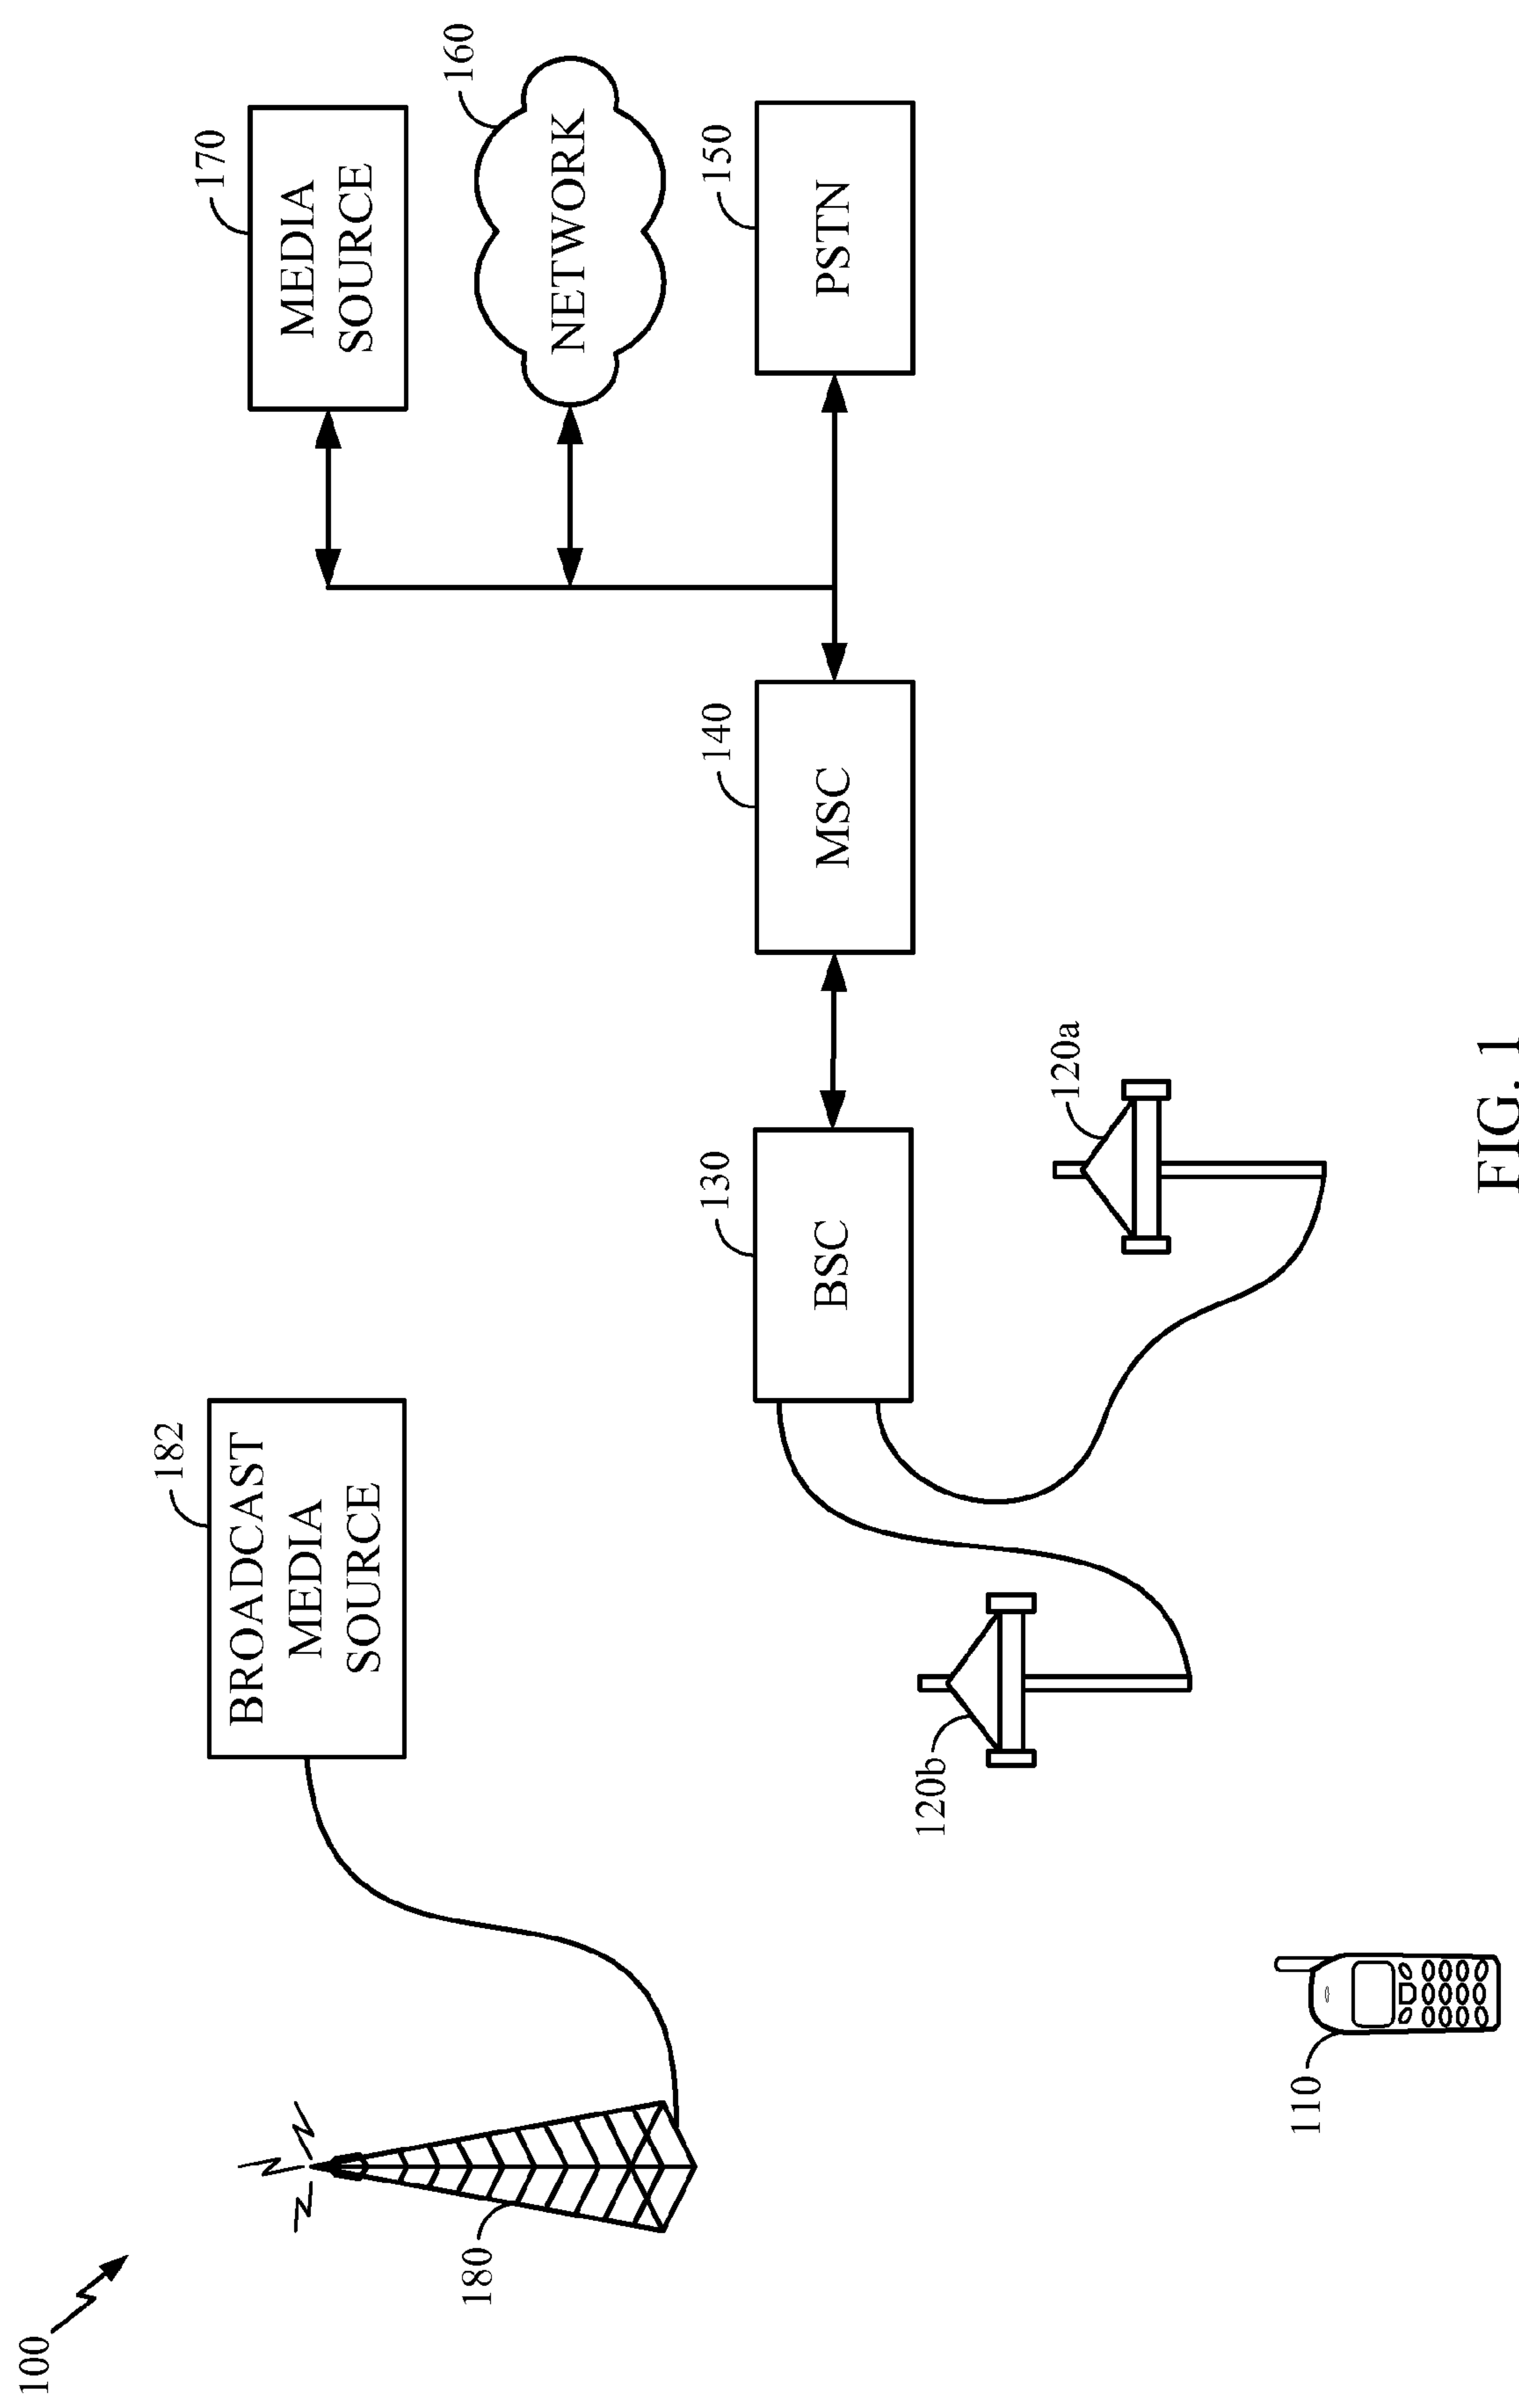 100
180
182
BROADCAST
MEDIA
SOURCE
170
MEDIA
SOURCE
160
NETWORK
130
BSC
140
MSC
150
PSTN
120b
120a
110
FIG. 1